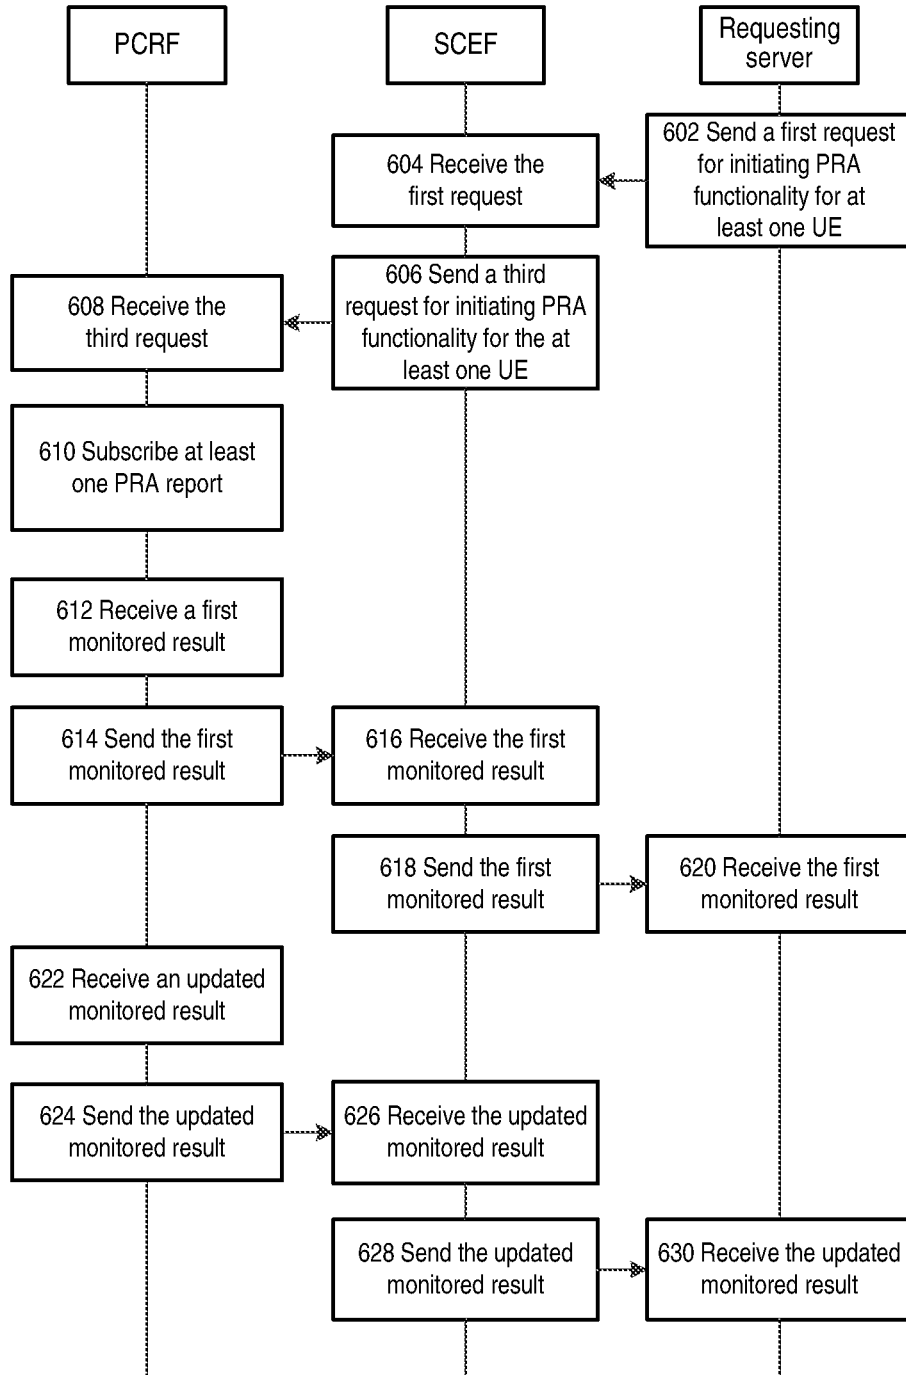 PCRF
SCEF
Requesting
server
602 Send a first request
for initiating PRA
functionality for at
least one UE
604 Receive the
first request
606 Send a third
request for initiating PRA
functionality for the at
least one UE
608 Receive the
third request
610 Subscribe at least
one PRA report
612 Receive a first
monitored result
614 Send the first
monitored result
616 Receive the first
monitored result
618 Send the first
monitored result
620 Receive the first
monitored result
622 Receive an updated
monitored result
624 Send the updated
monitored result
626 Receive the updated
monitored result
628 Send the updated
monitored result
630 Receive the updated
monitored result